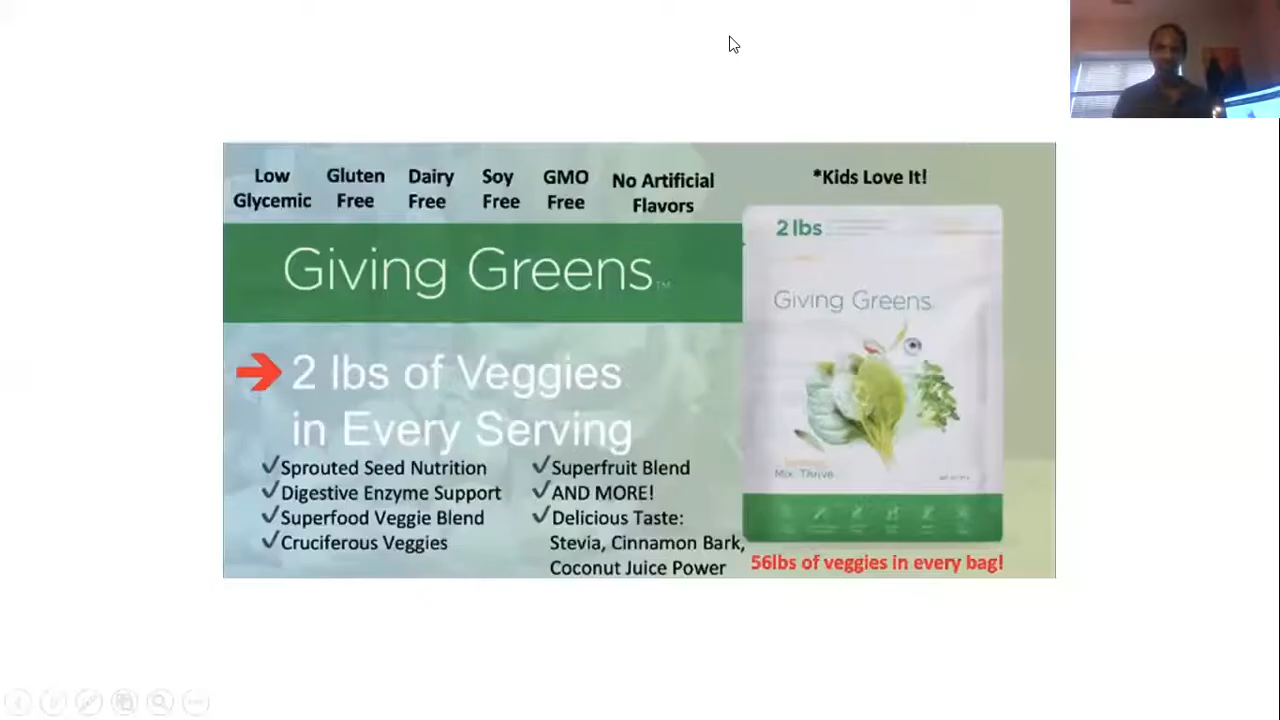 Low
Glycemic
Gluten
Free
Dairy
Free
Soy
Free
GMO
Free
No Artificial
Flavors
*Kids Love It!
Giving Greens™
2 lbs of Veggies
in Every Serving
✓Sprouted Seed Nutrition
✓Digestive Enzyme Support
✓Superfood Veggie Blend
✓Cruciferous Veggies
✓Superfruit Blend
✓AND MORE!
✓Delicious Taste:
Stevia, Cinnamon Bark,
Coconut Juice Power
2 lbs
Giving Greens
Mix. Thrive
56lbs of veggies in every bag!